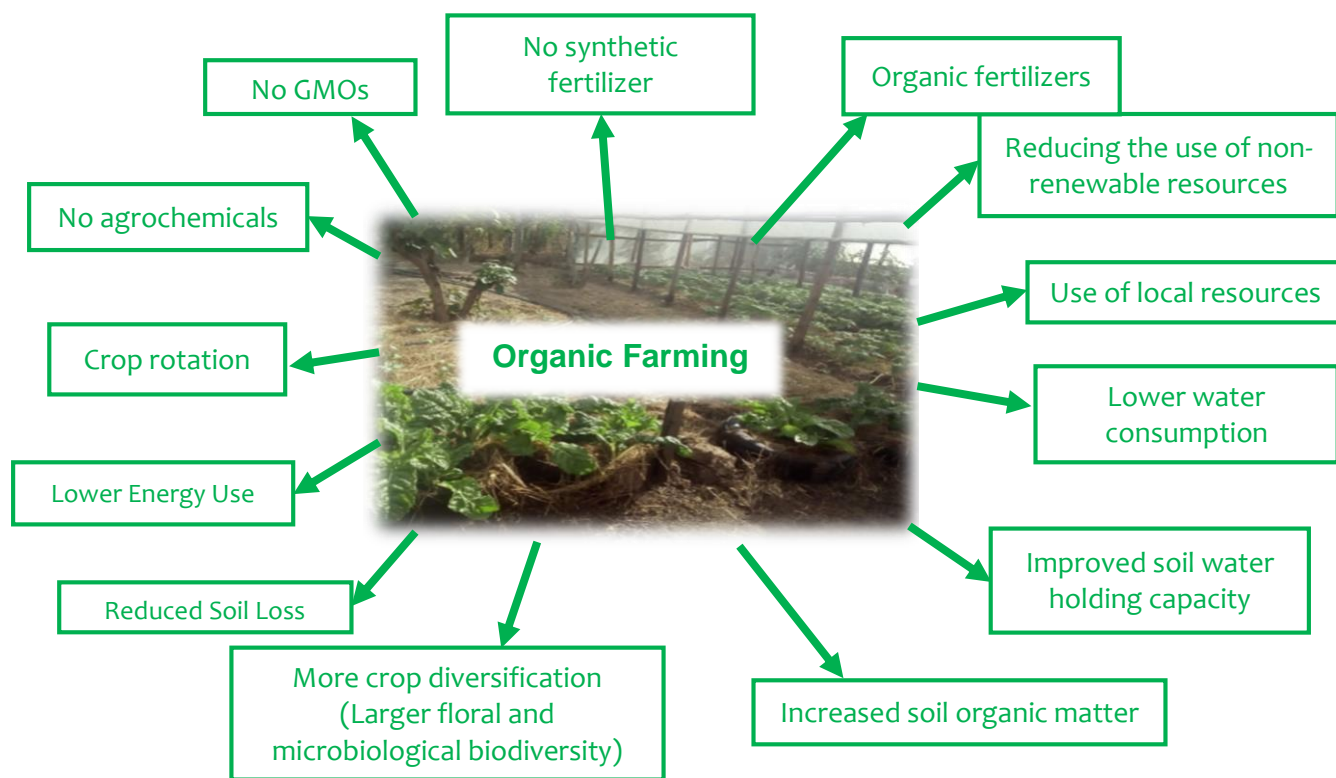 No synthetic
fertilizer
Organic fertilizers
No GMOs
Reducing the use of non-
renewable resources
No agrochemicals
Use of local resources
Organic Farming
Crop rotation
Lower water
consumption
Lower Energy Use
Improved soil water
holding capacity
Reduced Soil Loss
More crop diversification
(Larger floral and
microbiological biodiversity)
Increased soil organic matter